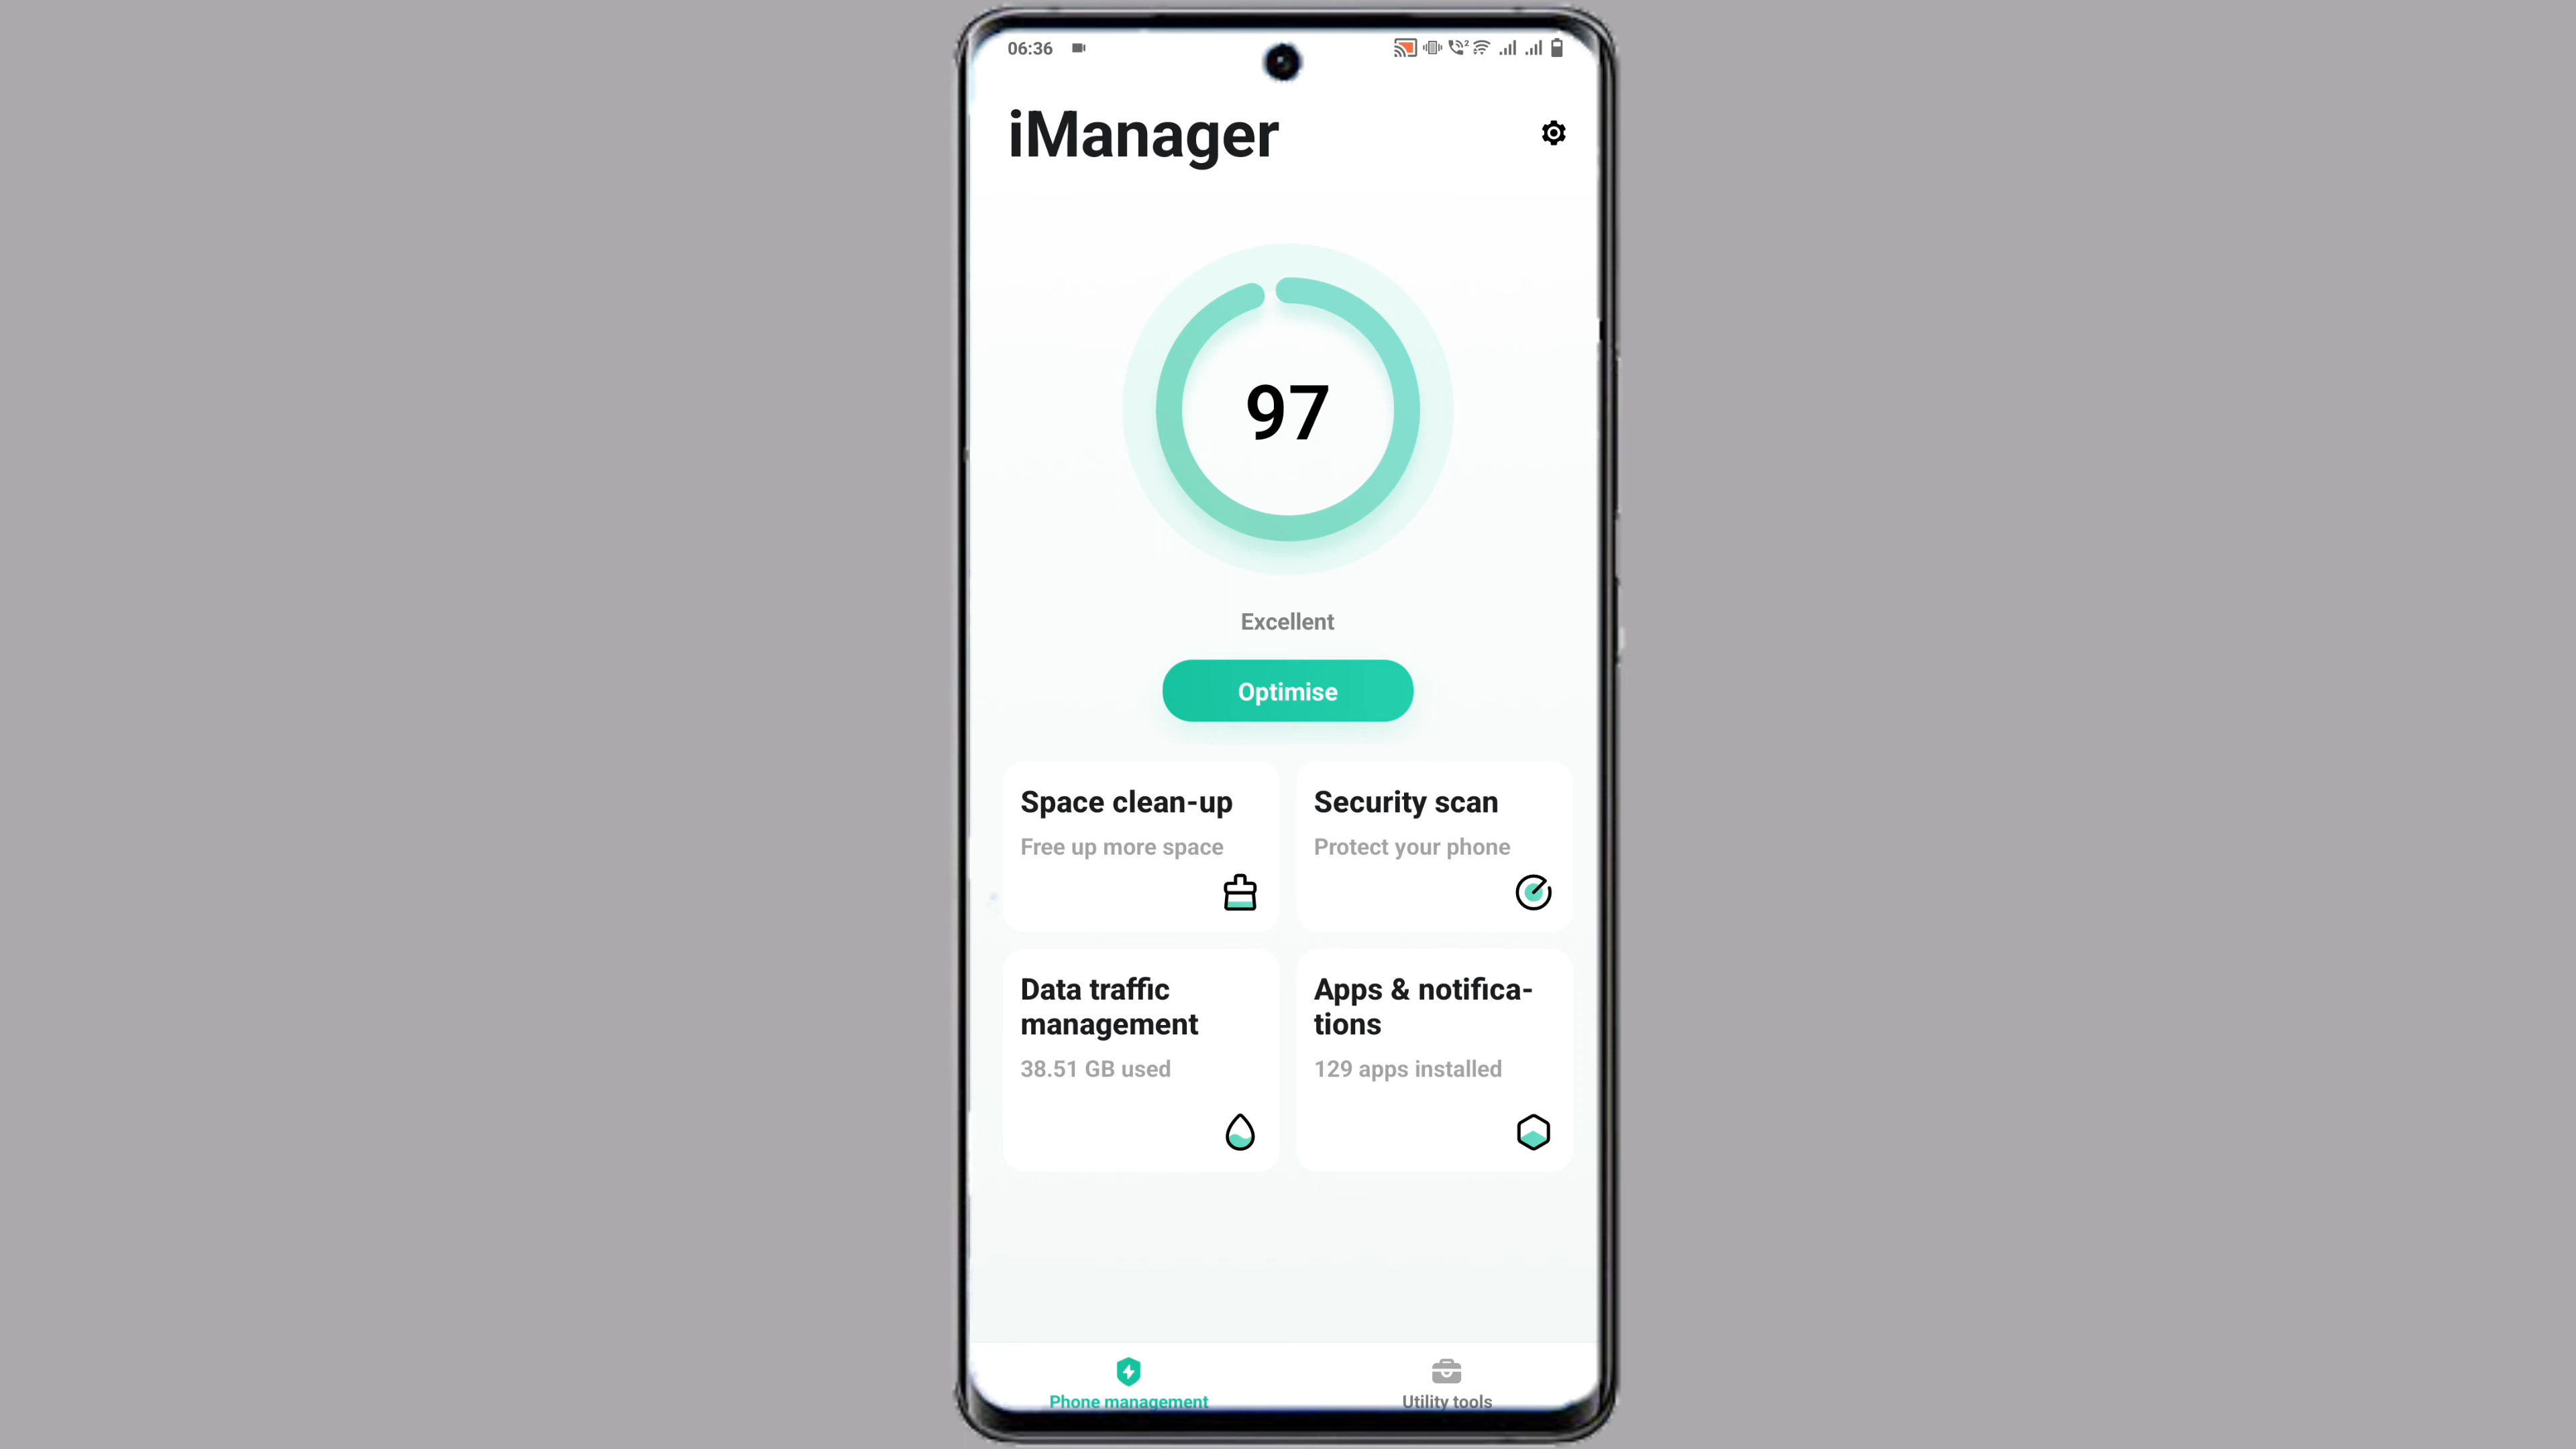 06:36
iManager
97
Excellent
Optimise
Space clean-up
Free up more space
Security scan
Protect your phone
Data traffic
management
38.51 GB used
Apps & notifica-
tions
129 apps installed
Phone management
Utility tools